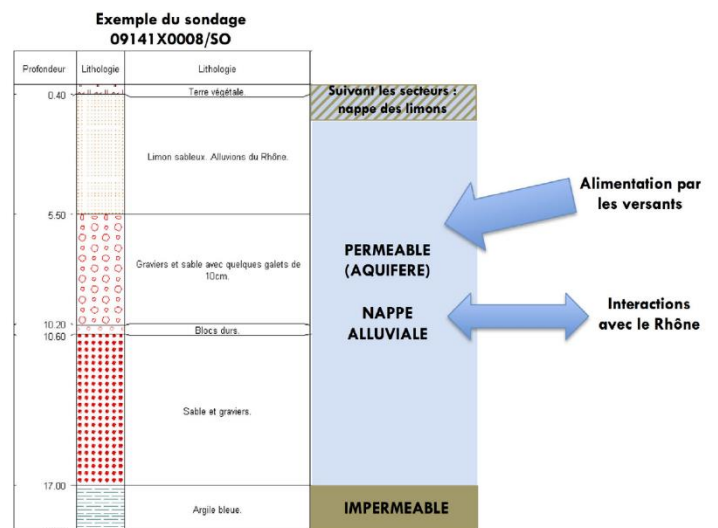 Exemple du sondage
09141X0008/SO
Profondeur
Lithologie
Lithologie
0.40
Terre végétale.
Limon sableux. Alluvions du Rhône.
5.50
Graviers et sable avec quelques galets de
10cm.
10.20
Blocs durs.
10.60
Sable et graviers.
17.00
Argile bleue.
Suivant les secteurs :
nappe des limons
PERMEABLE
(AQUIFERE)
NAPPE
ALLUVIALE
IMPERMEABLE
Alimentation par
les versants
Interactions
avec le Rhône